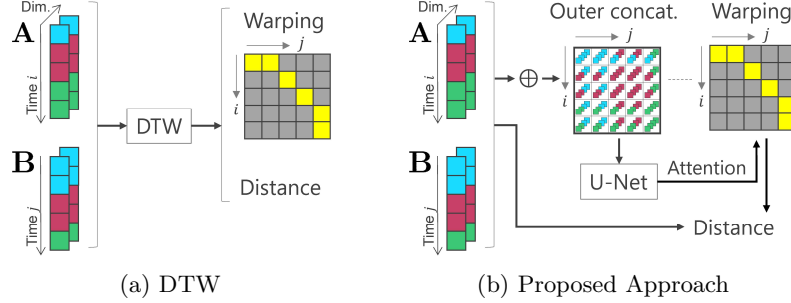 Dim.
A
Time i
B
Time j
DTW
Warping
j
i
Distance
(a) DTW
Dim.
A
Time i
B
Time j
Outer concat.
j
i
U-Net
Attention
Warping
j
i
Distance
(b) Proposed Approach